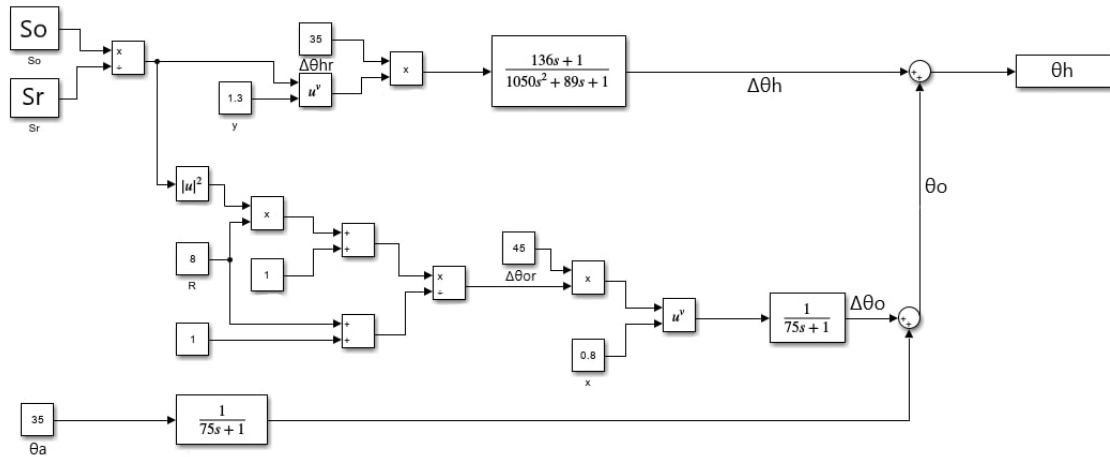 So
So
x
÷
Sr
Sr
35
Δθhr
1.3
y
u^v
x
136s + 1
1050s² + 89s + 1
Δθh
+
+
θh
|u|²
x
8
R
1
+
+
1
+
+
x
÷
45
Δθor
x
0.8
x
u^v
1
75s + 1
Δθo
+
+
θo
35
θa
1
75s + 1